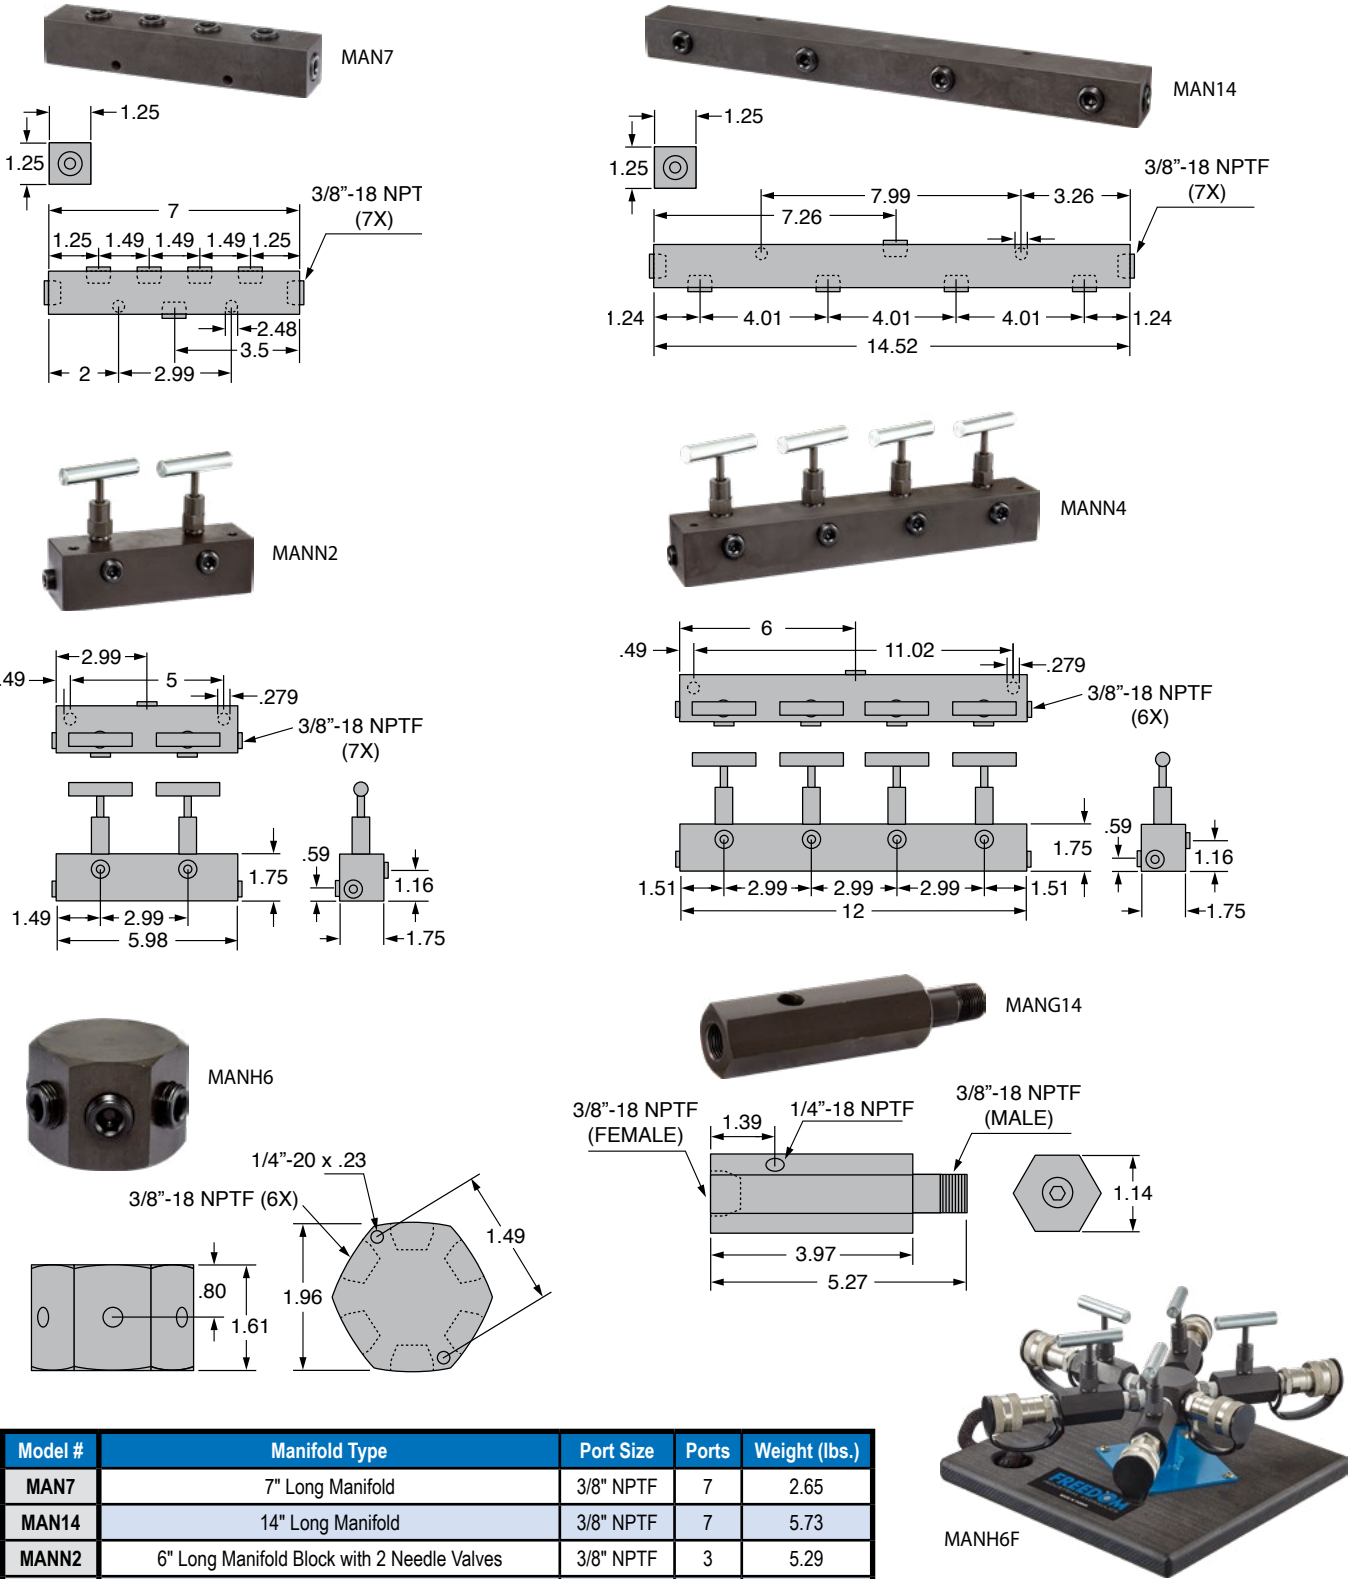 MAN7
1.25
1.25
7
3/8”-18 NPT
(7X)
1.25 1.49 1.49 1.49 1.25
2.48
3.5
2 2.99
MAN14
1.25
1.25
3/8”-18 NPTF
(7X)
7.99 3.26
7.26
1.24 4.01 4.01 4.01 1.24
14.52
MANN2
2.99
.49 5 .279
3/8”-18 NPTF
(7X)
.59
1.75 1.16
1.49 2.99
5.98 1.75
MANN4
6
.49 11.02 .279
3/8”-18 NPTF
(6X)
.59
1.75 1.16
1.51 2.99 2.99 2.99 1.51
12 1.75
MANH6
1/4”-20 x .23
3/8”-18 NPTF (6X)
1.49
.80
1.96
1.61
MANG14
3/8”-18 NPTF
(FEMALE)
1.39
1/4”-18 NPTF
3/8”-18 NPTF
(MALE)
1.14
3.97
5.27
FREEDOM
MANH6F
Model # Manifold Type Port Size Ports Weight (lbs.)
MAN7 7" Long Manifold 3/8" NPTF 7 2.65
MAN14 14" Long Manifold 3/8" NPTF 7 5.73
MANN2 6" Long Manifold Block with 2 Needle Valves 3/8" NPTF 3 5.29